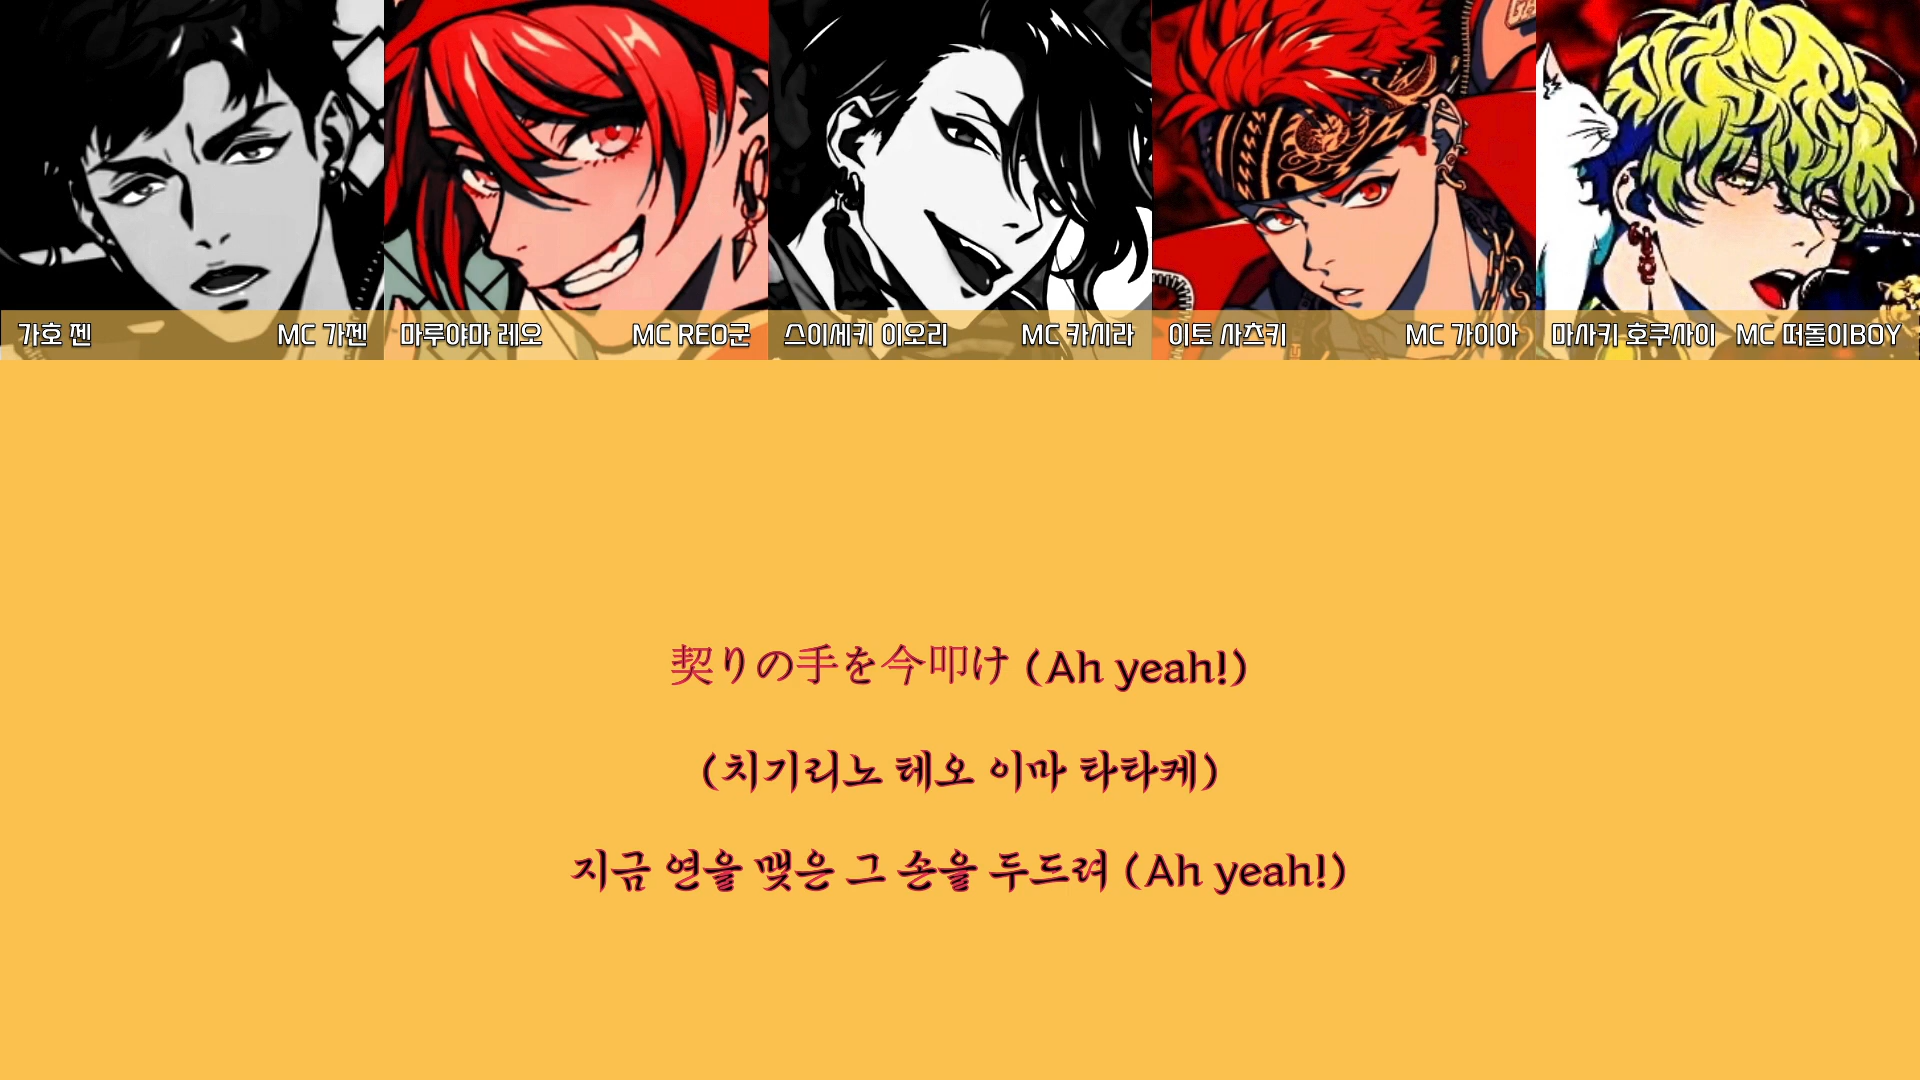 가호 젠 MC 가젠 마루야마 레오 MC REO군 스이세키 이오리 MC 카시라 이토 사츠키 MC 가이아 마사키 호쿠사이 MC 떠돌이BOY
契りの手を今叩け (Ah yeah!)
(치기리노 테오 이마 타타케)
지금 연을 맺은 그 손을 두드려 (Ah yeah!)